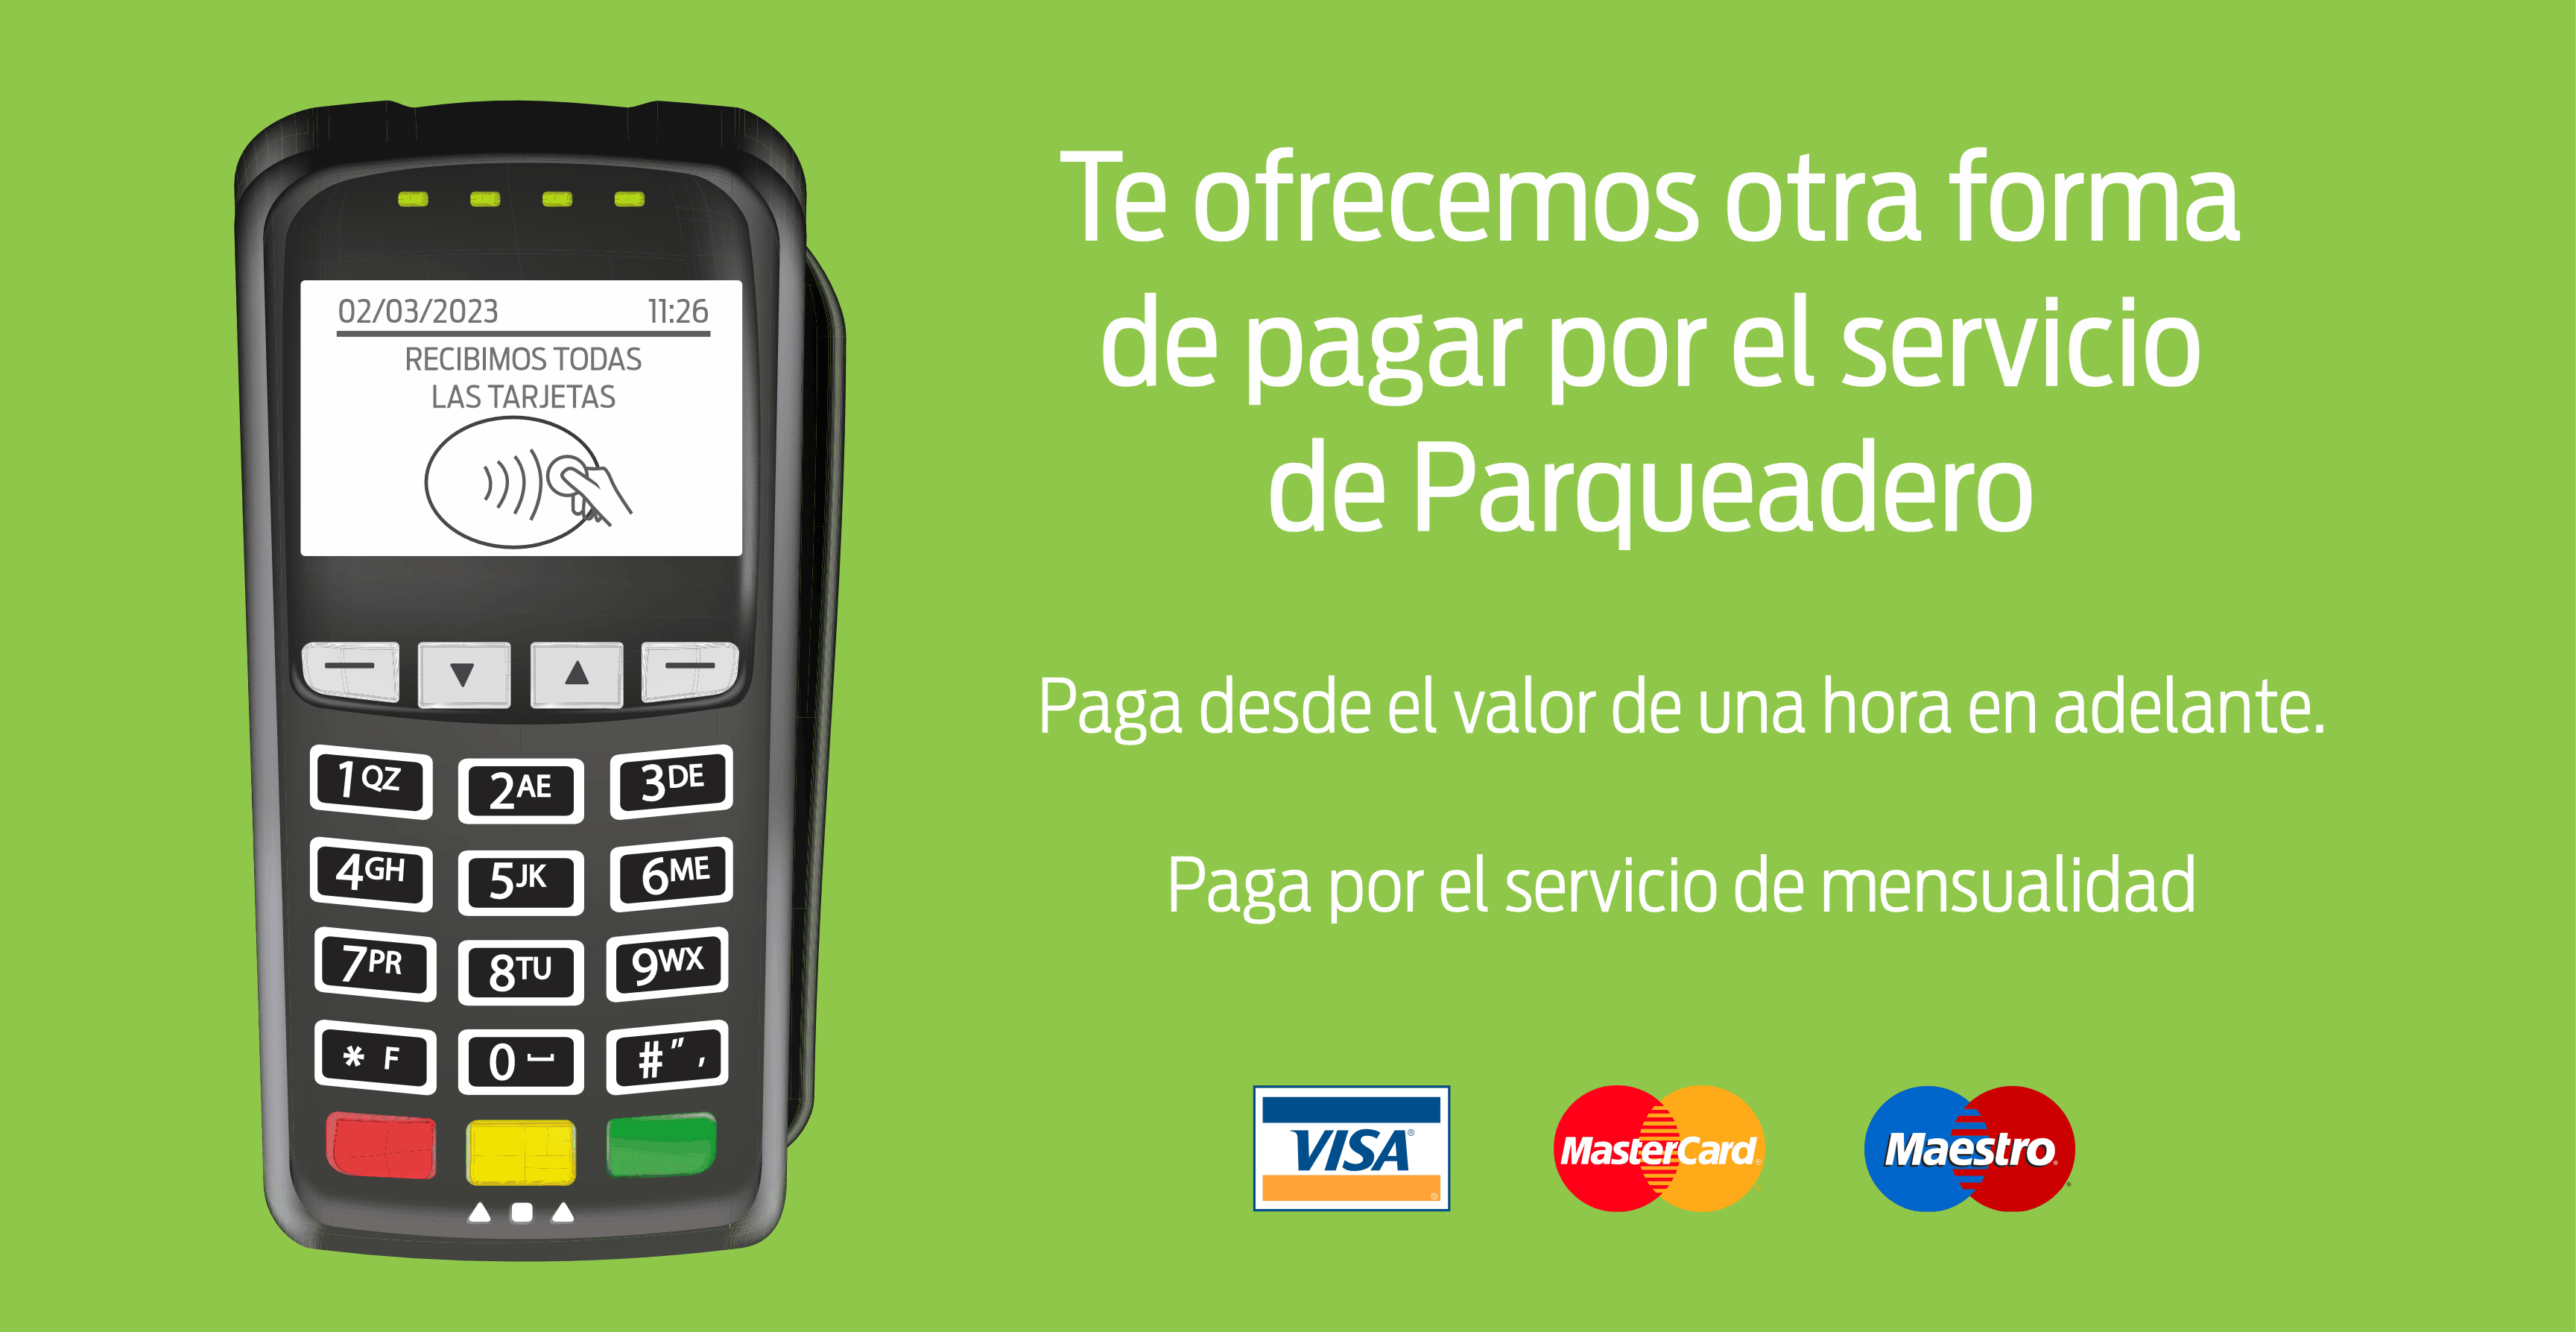 02/03/2023 11:26
RECIBIMOS TODAS
LAS TARJETAS
1QZ 2AE 3DE
4GH 5JK 6ME
7PR 8TU 9WX
* F 0 #" ,
Te ofrecemos otra forma
de pagar por el servicio
de Parqueadero
Paga desde el valor de una hora en adelante.
Paga por el servicio de mensualidad
VISA® MasterCard® Maestro®